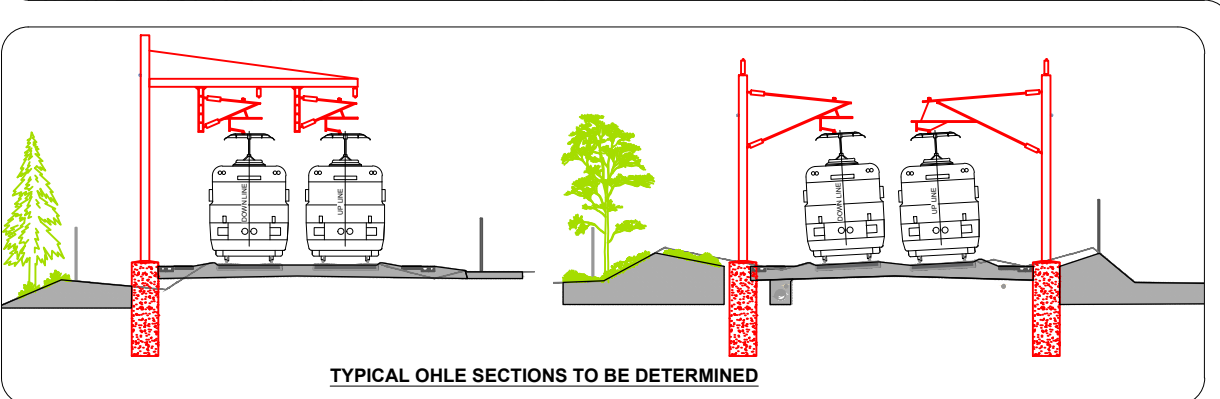 DOWN LINE
UP LINE
DOWN LINE
UP LINE
TYPICAL OHLE SECTIONS TO BE DETERMINED